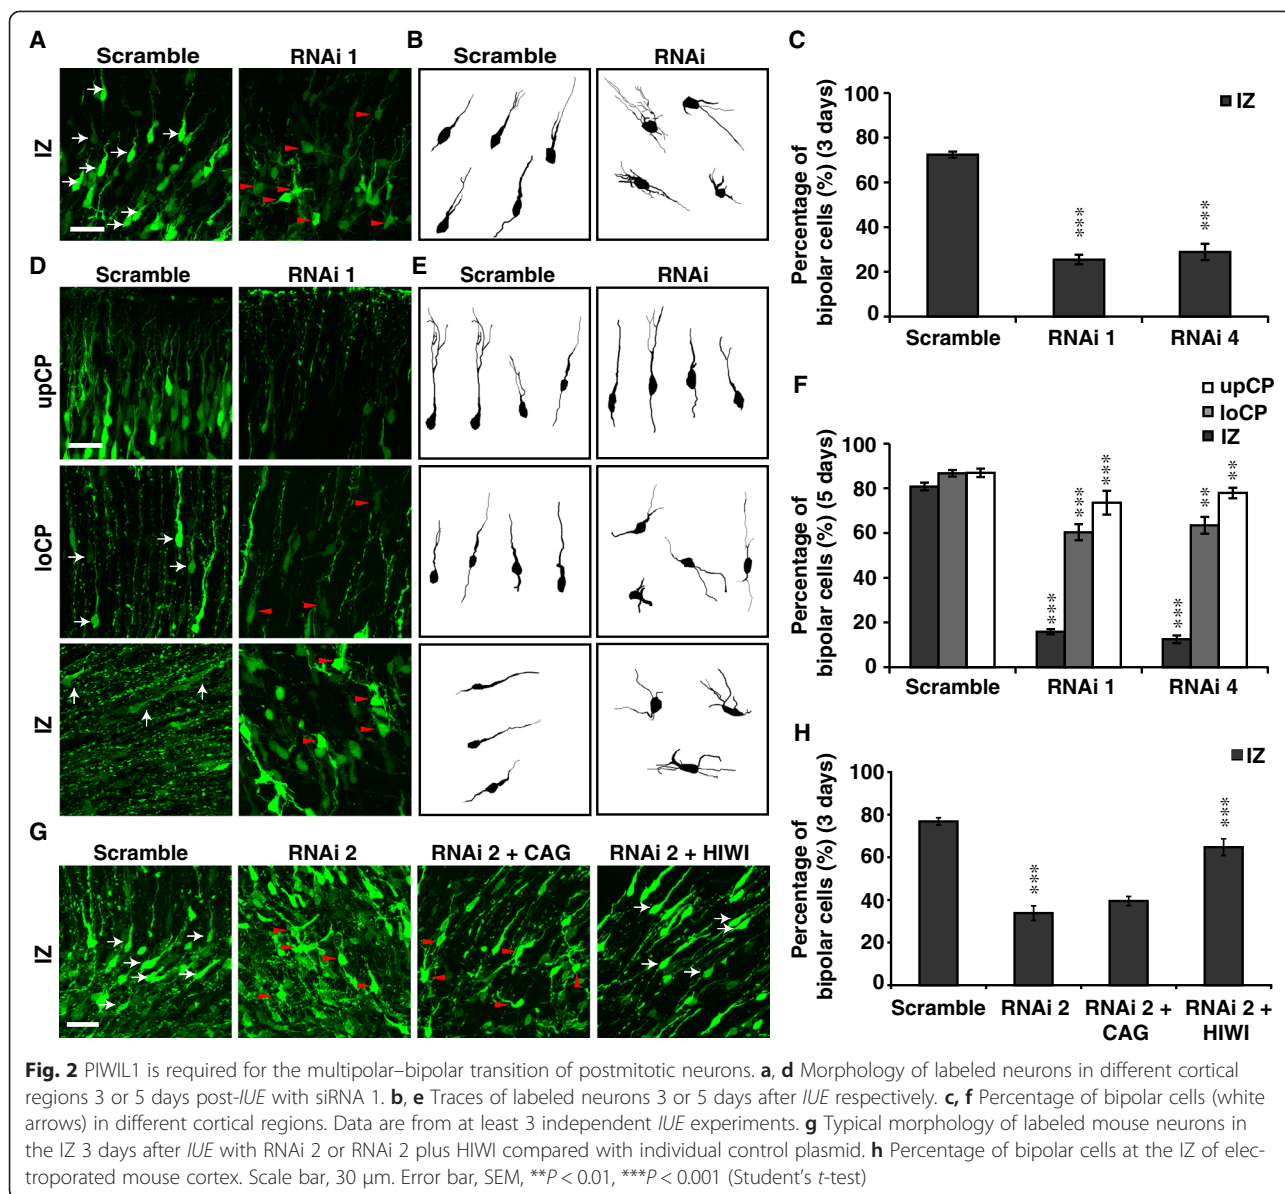 A
Scramble
RNAi 1
IZ
B
Scramble
RNAi
C
Percentage of
bipolar cells (%) (3 days)
100
80
60
40
20
0
IZ
***
***
Scramble
RNAi 1
RNAi 4
D
Scramble
RNAi 1
upCP
loCP
IZ
E
Scramble
RNAi
F
upCP
loCP
IZ
Percentage of
bipolar cells (%) (5 days)
100
80
60
40
20
0
***
***
***
***
**
**
Scramble
RNAi 1
RNAi 4
G
Scramble
RNAi 2
RNAi 2 + CAG
RNAi 2 + HIWI
IZ
H
IZ
Percentage of
bipolar cells (%) (3 days)
100
80
60
40
20
0
***
***
Scramble
RNAi 2
RNAi 2 +
CAG
RNAi 2 +
HIWI
Fig. 2 PIWIL1 is required for the multipolar–bipolar transition of postmitotic neurons. a, d Morphology of labeled neurons in different cortical
regions 3 or 5 days post-IUE with siRNA 1. b, e Traces of labeled neurons 3 or 5 days after IUE respectively. c, f Percentage of bipolar cells (white
arrows) in different cortical regions. Data are from at least 3 independent IUE experiments. g Typical morphology of labeled mouse neurons in
the IZ 3 days after IUE with RNAi 2 or RNAi 2 plus HIWI compared with individual control plasmid. h Percentage of bipolar cells at the IZ of elec-
troporated mouse cortex. Scale bar, 30 μm. Error bar, SEM, **P < 0.01, ***P < 0.001 (Student's t-test)